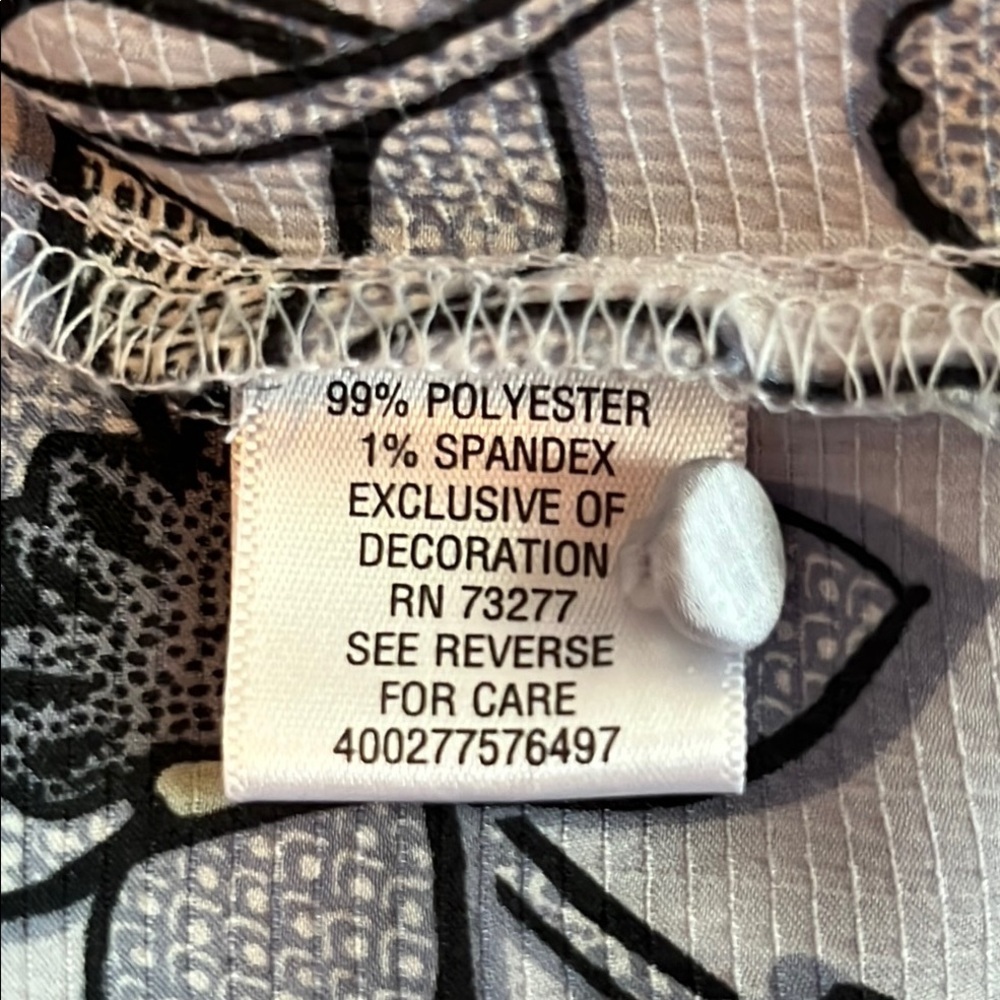 99% POLYESTER
1% SPANDEX
EXCLUSIVE OF
DECORATION
RN 73277
SEE REVERSE
FOR CARE
400277576497